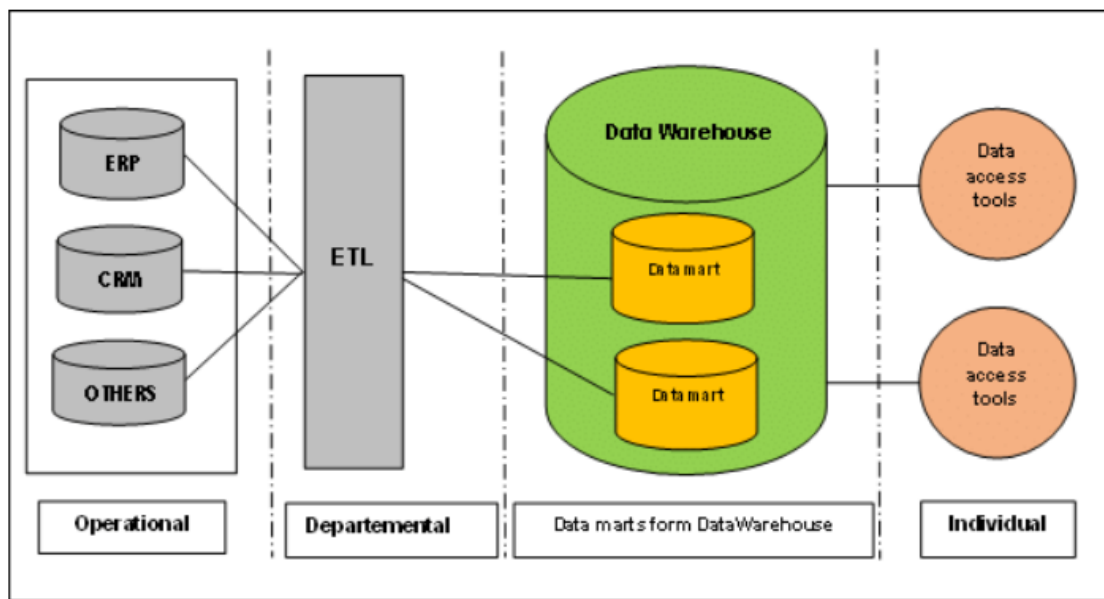 ERP
CRM
OTHERS
ETL
Data Warehouse
Datamart
Datamart
Data
access
tools
Data
access
tools
Operational
Departemental
Data marts form DataWarehouse
Individual